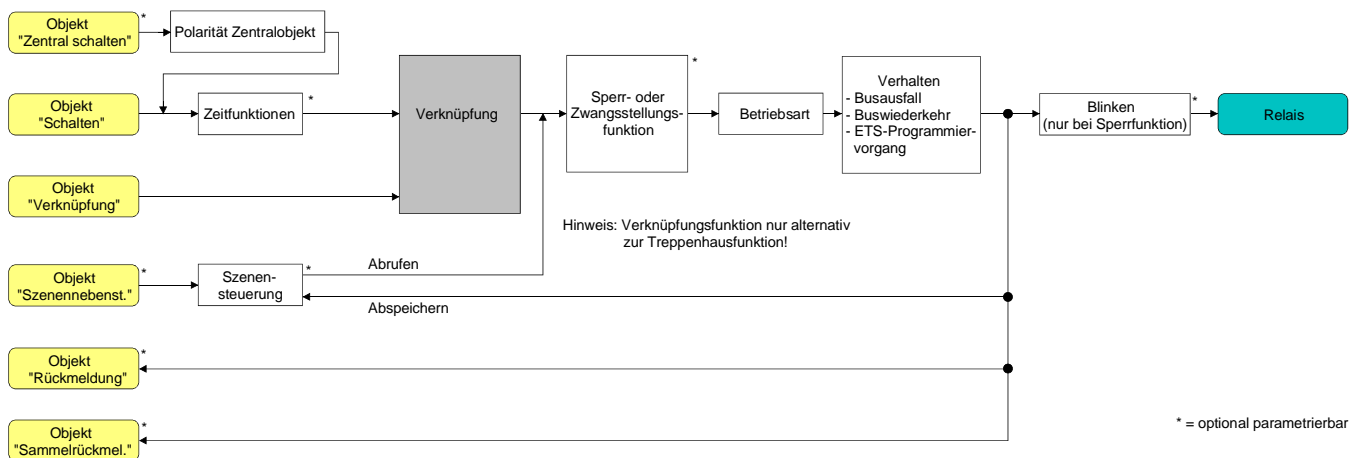 Objekt
"Zentral schalten"
*
Polarität Zentralobjekt
Objekt
"Schalten"
Zeitfunktionen
*
Verknüpfung
Sperr- oder
Zwangsstellungs-
funktion
*
Betriebsart
Verhalten
- Busausfall
- Buswiederkehr
- ETS-Programmier-
vorgang
Blinken
(nur bei Sperrfunktion)
*
Relais
Objekt
"Verknüpfung"
Hinweis: Verknüpfungsfunktion nur alternativ
zur Treppenhausfunktion!
Objekt
"Szenennebenst."
*
Szenen-
steuerung
*
Abrufen
Abspeichern
Objekt
"Rückmeldung"
*
Objekt
"Sammelrückmel."
*
* = optional parametrierbar